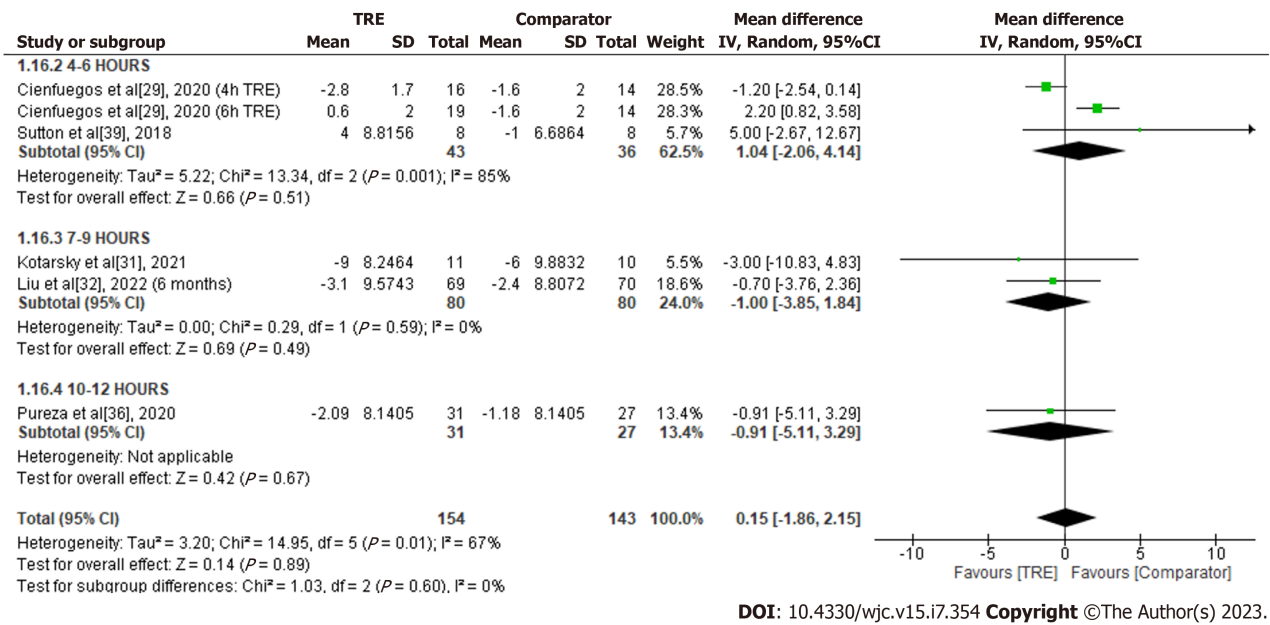 TRE Comparator Mean difference Mean difference
Study or subgroup Mean SD Total Mean SD Total Weight IV, Random, 95%CI IV, Random, 95%CI
1.16.2 4-6 HOURS
Cienfuegos et al[29], 2020 (4h TRE) -2.8 1.7 16 -1.6 2 14 28.5% -1.20 [-2.54, 0.14]
Cienfuegos et al[29], 2020 (6h TRE) 0.6 2 19 -1.6 2 14 28.3% 2.20 [0.82, 3.58]
Sutton et al[39], 2018 4 8.8156 8 -1 6.6864 8 5.7% 5.00 [-2.67, 12.67]
Subtotal (95% CI) 43 36 62.5% 1.04 [-2.06, 4.14]
Heterogeneity: Tau² = 5.22; Chi² = 13.34, df = 2 (P = 0.001); I² = 85%
Test for overall effect: Z = 0.66 (P = 0.51)
1.16.3 7-9 HOURS
Kotarsky et al[31], 2021 -9 8.2464 11 -6 9.8832 10 5.5% -3.00 [-10.83, 4.83]
Liu et al[32], 2022 (6 months) -3.1 9.5743 69 -2.4 8.8072 70 18.6% -0.70 [-3.76, 2.36]
Subtotal (95% CI) 80 80 24.0% -1.00 [-3.85, 1.84]
Heterogeneity: Tau² = 0.00; Chi² = 0.29, df = 1 (P = 0.59); I² = 0%
Test for overall effect: Z = 0.69 (P = 0.49)
1.16.4 10-12 HOURS
Pureza et al[36], 2020 -2.09 8.1405 31 -1.18 8.1405 27 13.4% -0.91 [-5.11, 3.29]
Subtotal (95% CI) 31 27 13.4% -0.91 [-5.11, 3.29]
Heterogeneity: Not applicable
Test for overall effect: Z = 0.42 (P = 0.67)
Total (95% CI) 154 143 100.0% 0.15 [-1.86, 2.15]
Heterogeneity: Tau² = 3.20; Chi² = 14.95, df = 5 (P = 0.01); I² = 67%
Test for overall effect: Z = 0.14 (P = 0.89)
Test for subgroup differences: Chi² = 1.03, df = 2 (P = 0.60), I² = 0%
-10 -5 0 5 10
Favours [TRE] Favours [Comparator]
DOI: 10.4330/wjc.v15.i7.354 Copyright ©The Author(s) 2023.